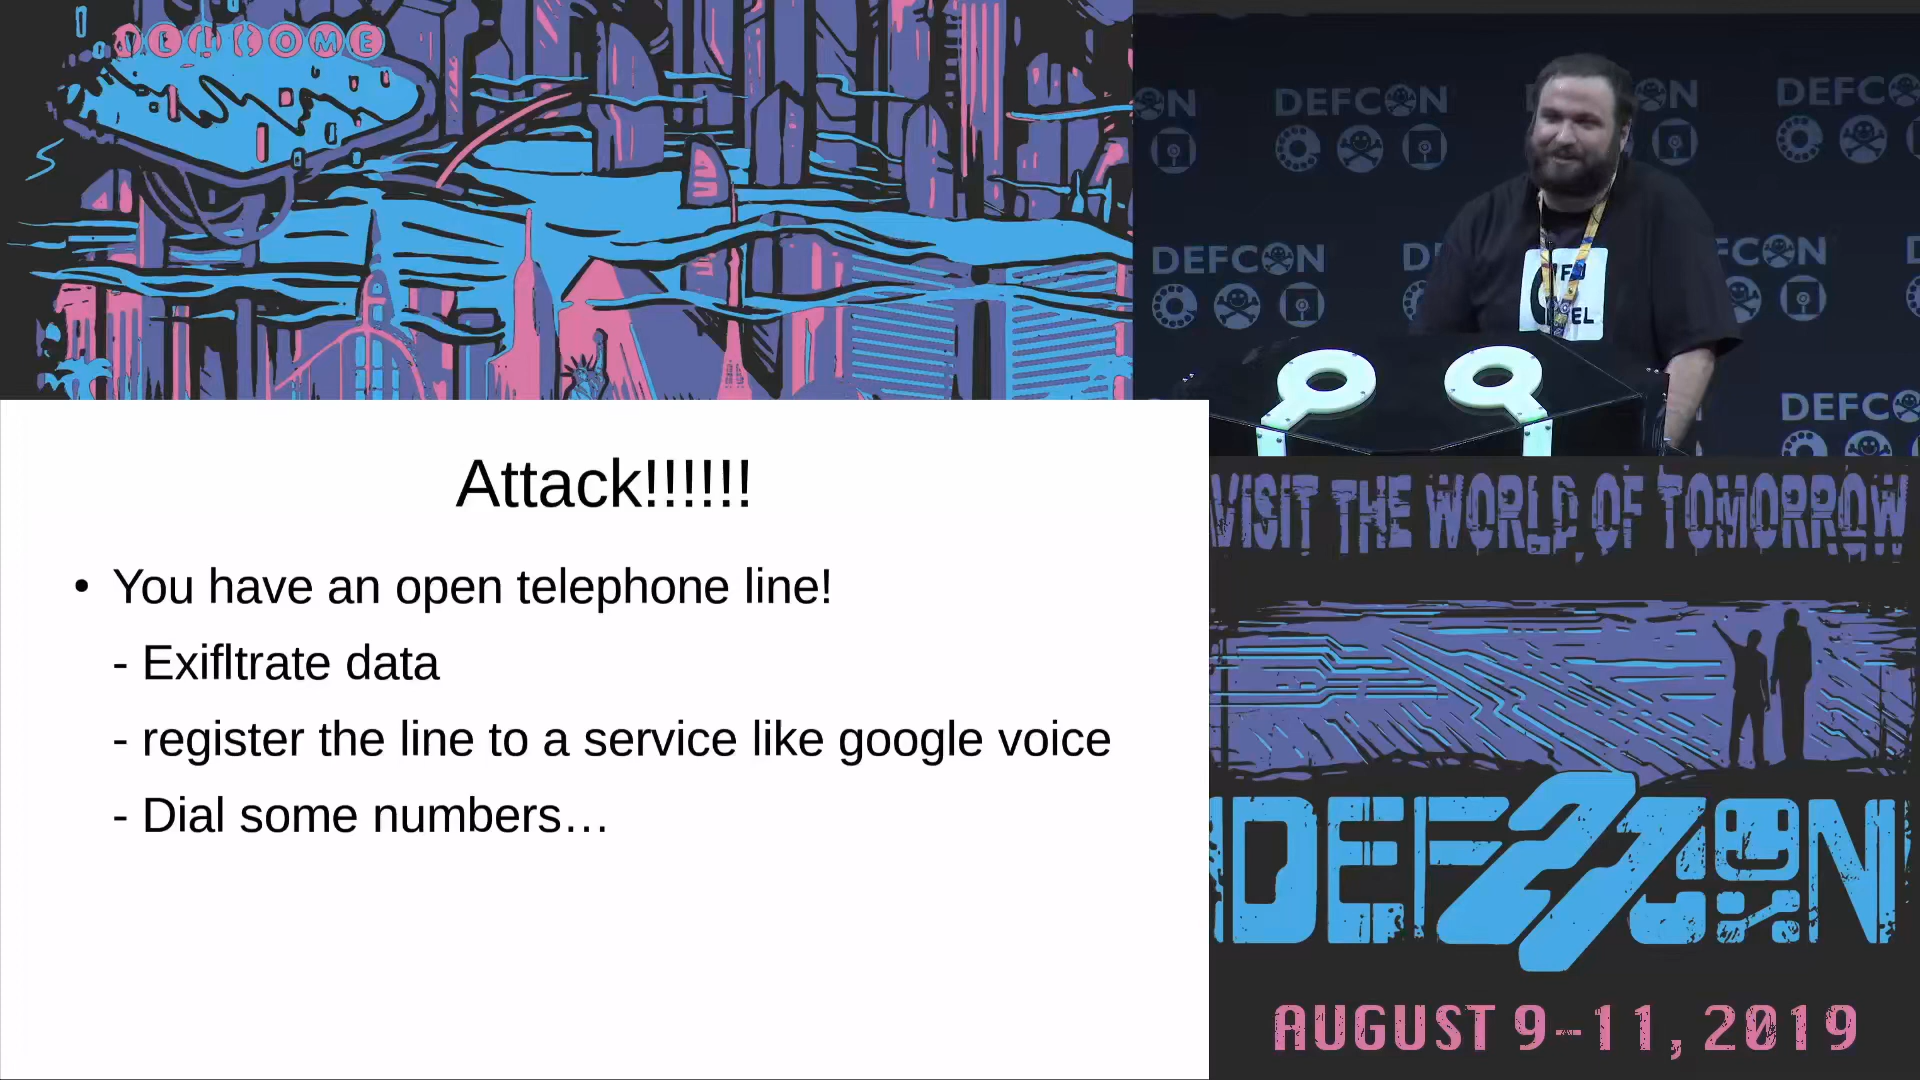 WELCOME
DEFCON
DEFCON
DEFCON
Attack!!!!!!
• You have an open telephone line!
- Exifltrate data
- register the line to a service like google voice
- Dial some numbers…
VISIT THE WORLD OF TOMORROW
DEF 27 CON
AUGUST 9-11, 2019